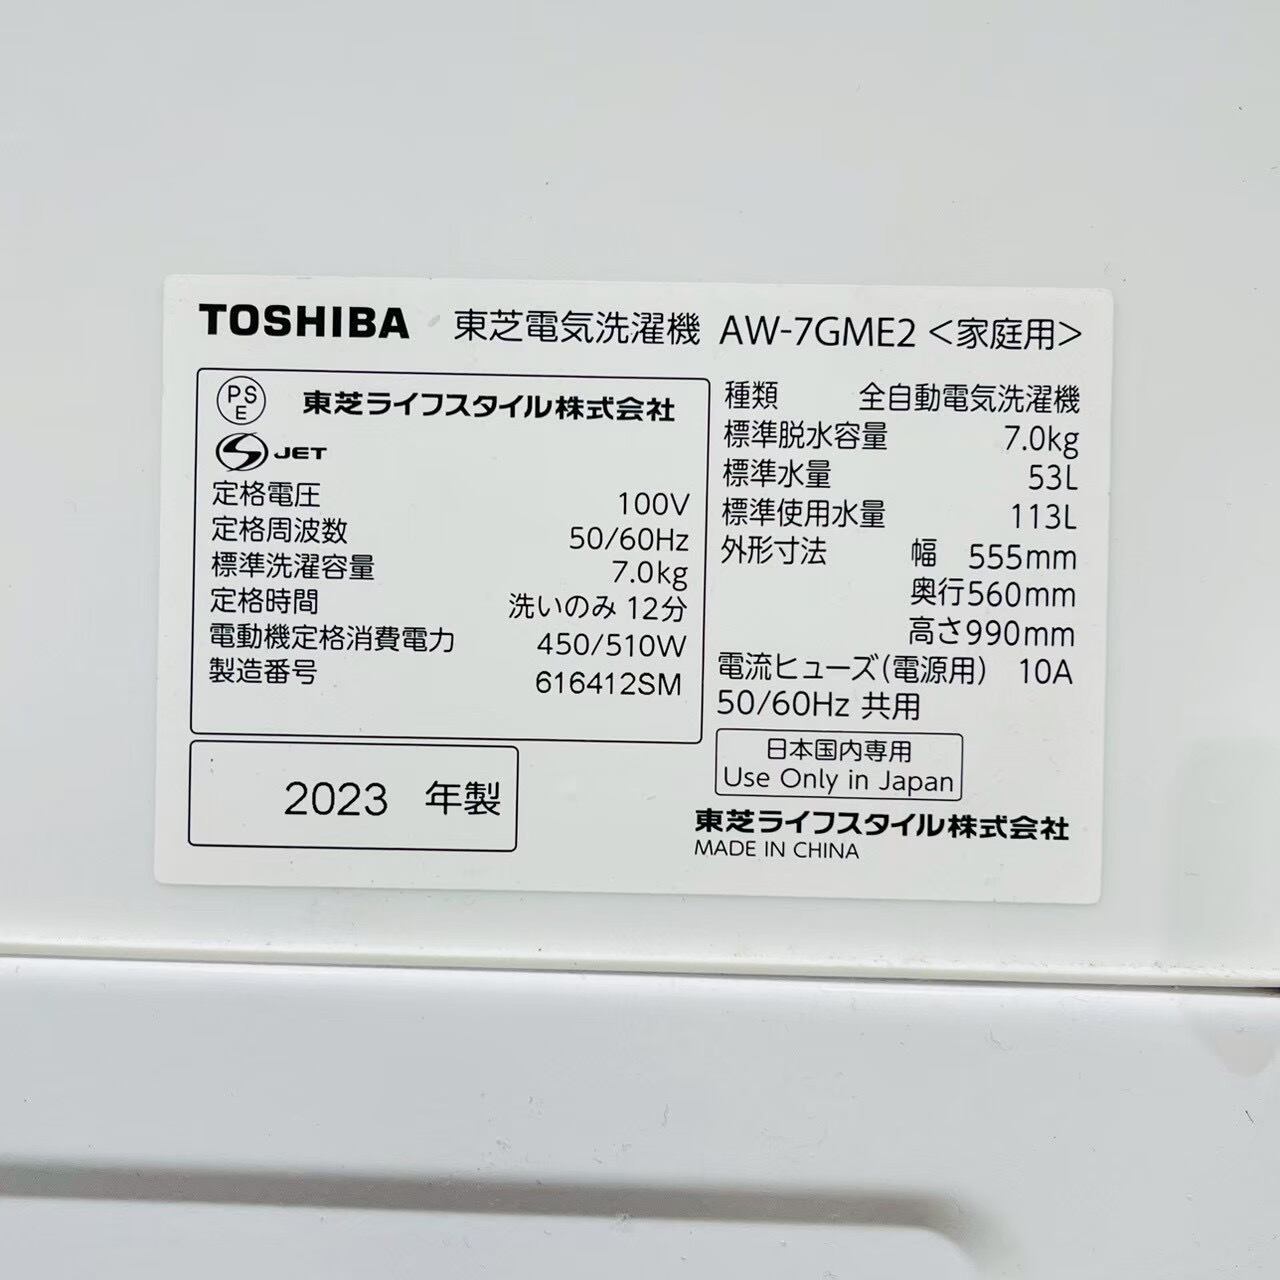 TOSHIBA 東芝電気洗濯機 AW-7GME2 <家庭用>
PSE 東芝ライフスタイル株式会社
S JET
定格電圧 100V
定格周波数 50/60Hz
標準洗濯容量 7.0kg
定格時間 洗いのみ 12分
電動機定格消費電力 450/510W
製造番号 616412SM
2023 年製
種類 全自動電気洗濯機
標準脱水容量 7.0kg
標準水量 53L
標準使用水量 113L
外形寸法 幅 555mm
奥行560mm
高さ990mm
電流ヒューズ(電源用) 10A
50/60Hz 共用
日本国内専用
Use Only in Japan
東芝ライフスタイル株式会社
MADE IN CHINA